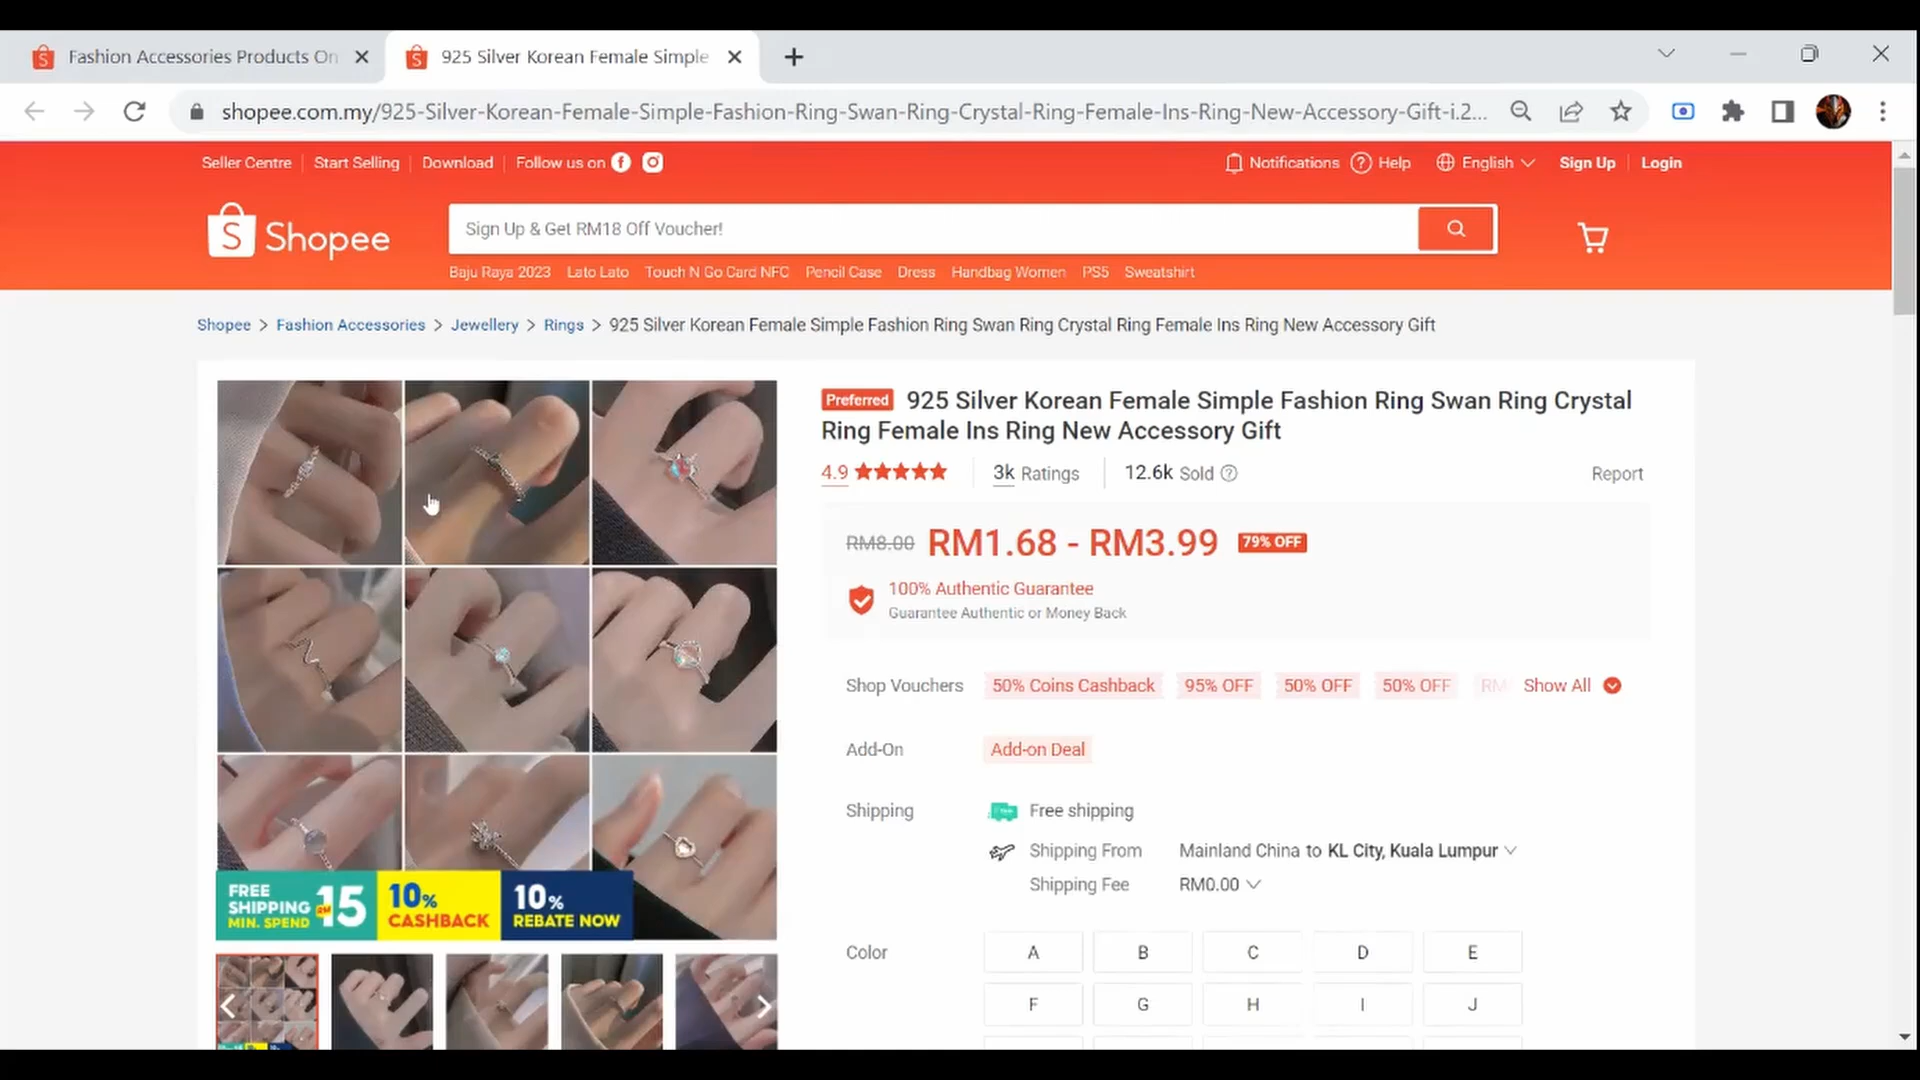 Fashion Accessories Products On
925 Silver Korean Female Simple
shopee.com.my/925-Silver-Korean-Female-Simple-Fashion-Ring-Swan-Ring-Crystal-Ring-Female-Ins-Ring-New-Accessory-Gift-i.2...
Seller Centre Start Selling Download Follow us on Notifications Help English Sign Up Login
Shopee
Sign Up & Get RM18 Off Voucher!
Baju Raya 2023 Lato Lato Touch N Go Card NFC Pencil Case Dress Handbag Women PS5 Sweatshirt
Shopee > Fashion Accessories > Jewellery > Rings > 925 Silver Korean Female Simple Fashion Ring Swan Ring Crystal Ring Female Ins Ring New Accessory Gift
Preferred 925 Silver Korean Female Simple Fashion Ring Swan Ring Crystal
Ring Female Ins Ring New Accessory Gift
4.9 3k Ratings 12.6k Sold Report
RM8.00 RM1.68 - RM3.99 79% OFF
100% Authentic Guarantee
Guarantee Authentic or Money Back
Shop Vouchers 50% Coins Cashback 95% OFF 50% OFF 50% OFF RM Show All
Add-On Add-on Deal
Shipping Free shipping
Shipping From Mainland China to KL City, Kuala Lumpur
Shipping Fee RM0.00
FREE SHIPPING MIN. SPEND RM 15
10% CASHBACK
10% REBATE NOW
Color A B C D E
F G H I J